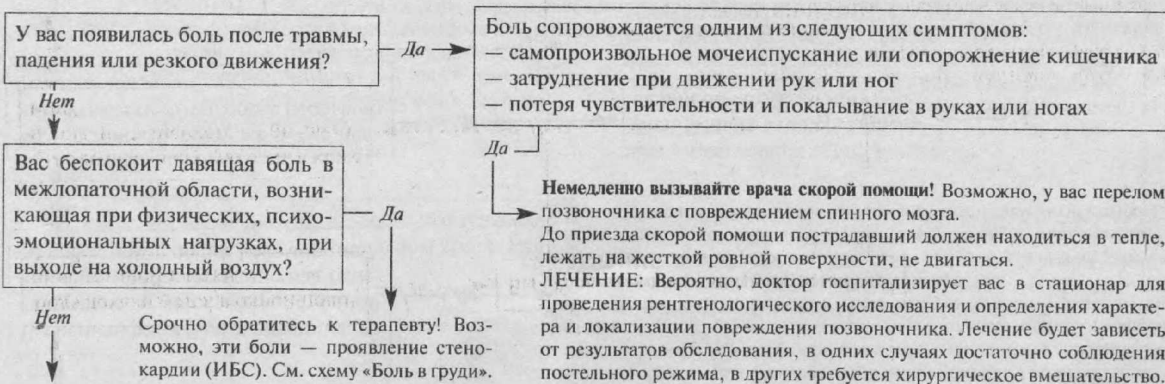 У вас появилась боль после травмы,
падения или резкого движения?
Да
Боль сопровождается одним из следующих симптомов:
— самопроизвольное мочеиспускание или опорожнение кишечника
затруднение при движении рук или ног
— потеря чувствительности и покалывание в руках или ногах
Нет
Да
Вас беспокоит давящая боль в
межлопаточной области, возни-
кающая при физических, психо-
эмоциональных нагрузках, при
выходе на холодный воздух?
Да
Немедленно вызывайте врача скорой помощи! Возможно, у вас перелом
позвоночника с повреждением спинного мозга.
До приезда скорой помощи пострадавший должен находиться в тепле,
лежать на жесткой ровной поверхности, не двигаться.
ЛЕЧЕНИЕ: Вероятно, доктор госпитализирует вас в стационар для
проведения рентгенологического исследования и определения характе-
ра и локализации повреждения позвоночника. Лечение будет зависеть
от результатов обследования, в одних случаях достаточно соблюдения
постельного режима, в других требуется хирургическое вмешательство
Нет
Срочно обратитесь к терапевту! Воз-
можно, эти боли — проявление стено-
кардии (ИБС). См. схему «Боль в груди».